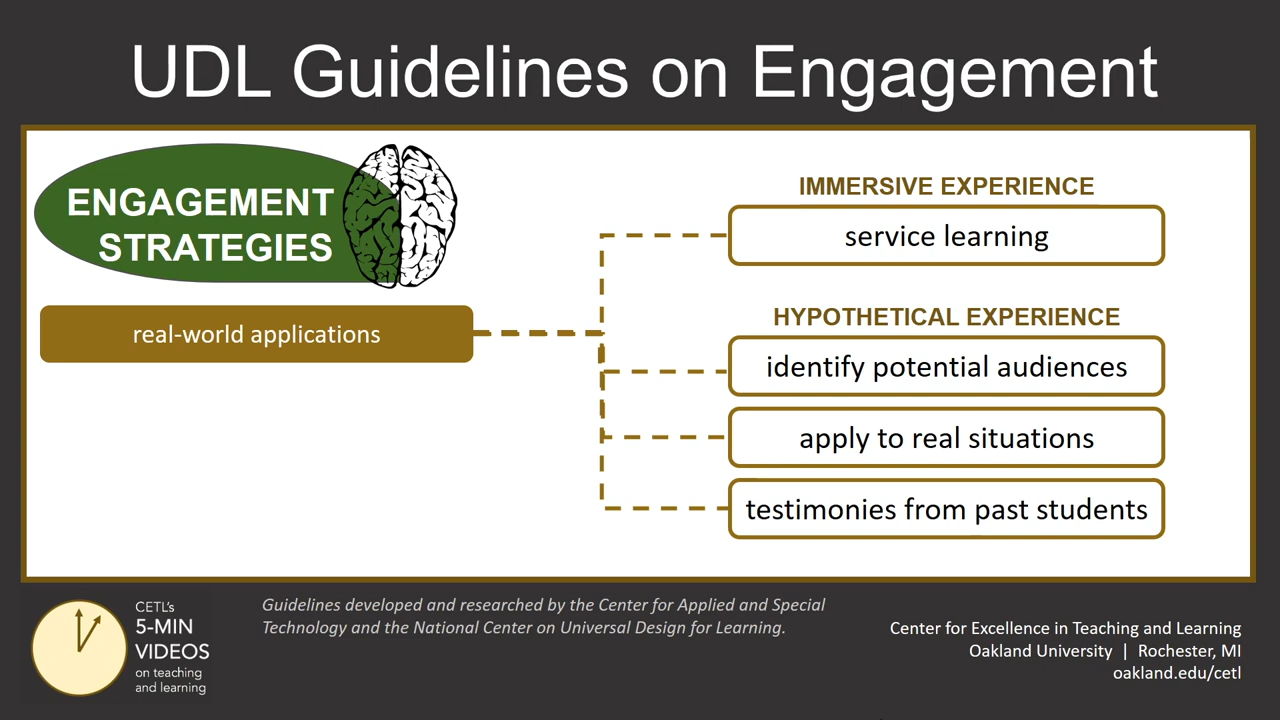 UDL Guidelines on Engagement
ENGAGEMENT
STRATEGIES
real-world applications
IMMERSIVE EXPERIENCE
service learning
HYPOTHETICAL EXPERIENCE
identify potential audiences
apply to real situations
testimonies from past students
CETL's
5-MIN
VIDEOS
on teaching
and learning
Guidelines developed and researched by the Center for Applied and Special
Technology and the National Center on Universal Design for Learning.
Center for Excellence in Teaching and Learning
Oakland University | Rochester, MI
oakland.edu/cetl